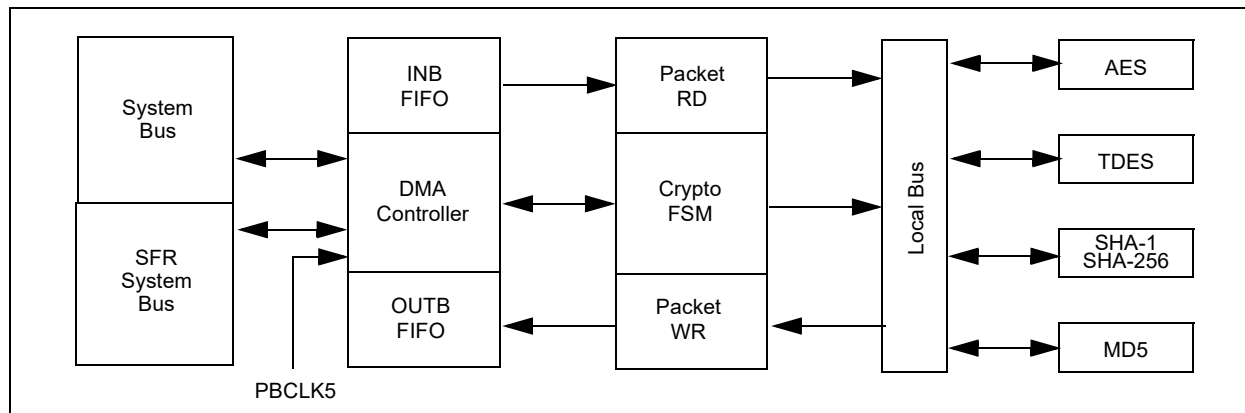 System
Bus
SFR
System
Bus
INB
FIFO
DMA
Controller
OUTB
FIFO
PBCLK5
Packet
RD
Crypto
FSM
Packet
WR
Local Bus
AES
TDES
SHA-1
SHA-256
MD5